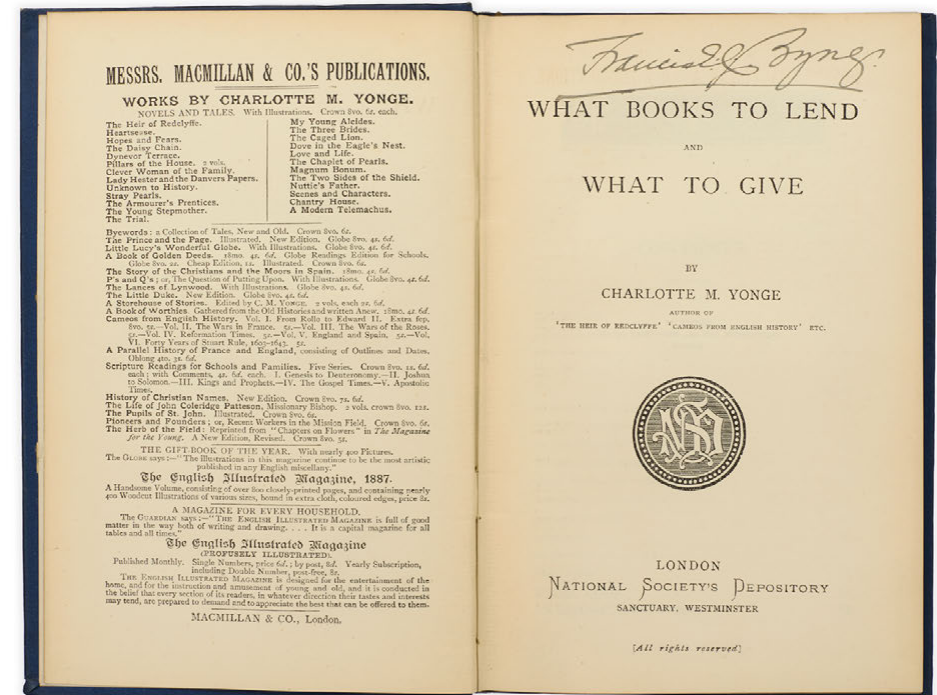 MESSRS. MACMILLAN & CO.'S PUBLICATIONS.
WORKS BY CHARLOTTE M. YONGE.
NOVELS AND TALES. With Illustrations. Crown 8vo. 6s. each.
The Heir of Redclyffe.
Heartsease.
Hopes and Fears.
The Daisy Chain.
Dynevor Terrace.
Pillars of the House. 2 vols.
Clever Woman of the Family.
Lady Hester and the Danvers Papers.
Unknown to History.
Stray Pearls.
The Armourer's Prentices.
The Young Stepmother.
The Trial.
My Young Alcides.
The Three Brides.
The Caged Lion.
Dove in the Eagle's Nest.
Love and Life.
The Chaplet of Pearls.
Magnum Bonum.
The Two Sides of the Shield.
Nuttie's Father.
Scenes and Characters.
Chantry House.
A Modern Telemachus.
Byewords: a Collection of Tales, New and Old. Crown 8vo. 6s.
The Prince and the Page. Illustrated. New Edition. Globe 8vo. 4s. 6d.
Little Lucy's Wonderful Globe. With Illustrations. Globe 8vo. 4s. 6d.
A Book of Golden Deeds. 18mo. 4s. 6d. Globe Readings Edition for Schools.
Globe 8vo. 2s. Cheap Edition, 1s. Illustrated. Crown 8vo. 6s.
The Story of the Christians and the Moors in Spain. 18mo. 4s. 6d.
P's and Q's; or, The Question of Putting Upon. With Illustrations. Globe 8vo. 4s. 6d.
The Lances of Lynwood. With Illustrations. Globe 8vo. 4s. 6d.
The Little Duke. New Edition. Globe 8vo. 4s. 6d.
A Storehouse of Stories. Edited by C. M. YONGE. 2 vols. each 2s. 6d.
A Book of Worthies. Gathered from the Old Histories and written Anew. 18mo. 4s. 6d.
Cameos from English History. Vol. I. From Rollo to Edward II. Extra fcp.
8vo. 5s.—Vol. II. The Wars in France. 5s.—Vol. III. The Wars of the Roses.
5s.—Vol. IV. Reformation Times. 5s.—Vol. V. England and Spain. 5s.—Vol.
VI. Forty Years of Stuart Rule, 1603-1643. 5s.
A Parallel History of France and England, consisting of Outlines and Dates.
Oblong 4to. 3s. 6d.
Scripture Readings for Schools and Families. Five Series. Crown 8vo. 1s. 6d.
each; with Comments, 4s. 6d. each. I. Genesis to Deuteronomy.—II. Joshua
to Solomon.—III. Kings and Prophets.—IV. The Gospel Times.—V. Apostolic
Times.
History of Christian Names. New Edition. Crown 8vo. 7s. 6d.
The Life of John Coleridge Patteson, Missionary Bishop. 2 vols. crown 8vo. 12s.
The Pupils of St. John. Illustrated. Crown 8vo. 6s.
Pioneers and Founders; or, Recent Workers in the Mission Field. Crown 8vo. 6s.
The Herb of the Field: Reprinted from "Chapters on Flowers" in The Magazine
for the Young. A New Edition, Revised. Crown 8vo. 5s.
THE GIFT-BOOK OF THE YEAR. With nearly 400 Pictures.
The GLOBE says:—"The Illustrations in this magazine continue to be the most artistic
published in any English miscellany."
The English Illustrated Magazine, 1887.
A Handsome Volume, consisting of over 800 closely-printed pages, and containing nearly
400 Woodcut Illustrations of various sizes, bound in extra cloth, coloured edges, price 8s.
A MAGAZINE FOR EVERY HOUSEHOLD.
The GUARDIAN says:—"THE ENGLISH ILLUSTRATED MAGAZINE is full of good
matter in the way both of writing and drawing. . . . It is a capital magazine for all
tables and all times."
The English Illustrated Magazine
(PROFUSELY ILLUSTRATED).
Published Monthly. Single Numbers, price 6d.; by post, 8d. Yearly Subscription,
including Double Number, post-free, 8s.
THE ENGLISH ILLUSTRATED MAGAZINE is designed for the entertainment of the
home, and for the instruction and amusement of young and old, and it is conducted in
the belief that every section of its readers, in whatever direction their tastes and interests
may tend, are prepared to demand and to appreciate the best that can be offered to them.
MACMILLAN & CO., London.
Francis J. Byng.
WHAT BOOKS TO LEND
AND
WHAT TO GIVE
BY
CHARLOTTE M. YONGE
AUTHOR OF
'THE HEIR OF REDCLYFFE' 'CAMEOS FROM ENGLISH HISTORY' ETC.
LONDON
NATIONAL SOCIETY'S DEPOSITORY
SANCTUARY, WESTMINSTER
[All rights reserved]